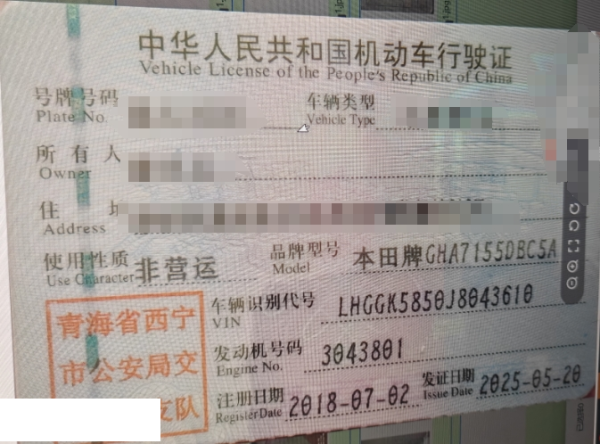 中华人民共和国机动车行驶证
Vehicle License of the People's Republic of China
号牌号码 车辆类型
Plate No. Vehicle Type
所有人
Owner
住 址
Address
使用性质 非营运 品牌型号 本田牌GHA7155DBC5A
Use Character Model
车辆识别代号 LHGGK5850J8043610
VIN
青海省西宁
市公安局交
支队
发动机号码 3043801
Engine No.
注册日期 2018-07-02 发证日期 2025-05-20
Register Date Issue Date